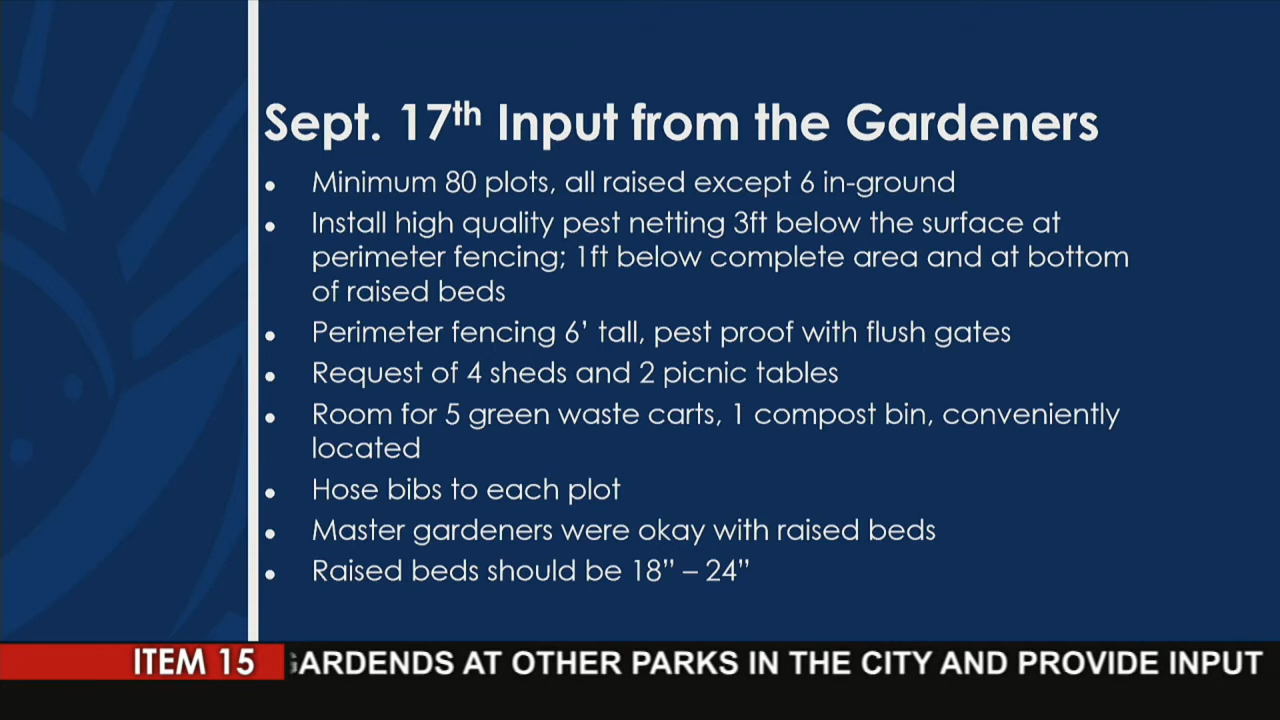 Sept. 17th Input from the Gardeners
• Minimum 80 plots, all raised except 6 in-ground
• Install high quality pest netting 3ft below the surface at
perimeter fencing; 1ft below complete area and at bottom
of raised beds
• Perimeter fencing 6’ tall, pest proof with flush gates
• Request of 4 sheds and 2 picnic tables
• Room for 5 green waste carts, 1 compost bin, conveniently
located
• Hose bibs to each plot
• Master gardeners were okay with raised beds
• Raised beds should be 18” – 24”
ITEM 15 GARDENDS AT OTHER PARKS IN THE CITY AND PROVIDE INPUT